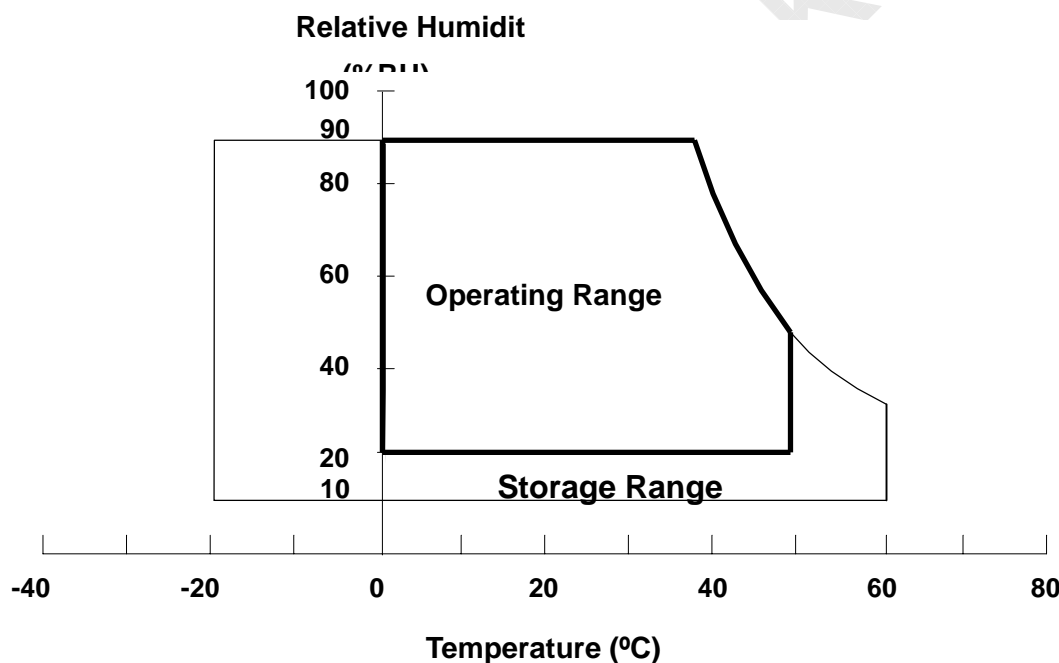 Relative Humidit
(%RH)
100
90
80
60
Operating Range
40
20
10
Storage Range
-40 -20 0 20 40 60 80
Temperature (ºC)